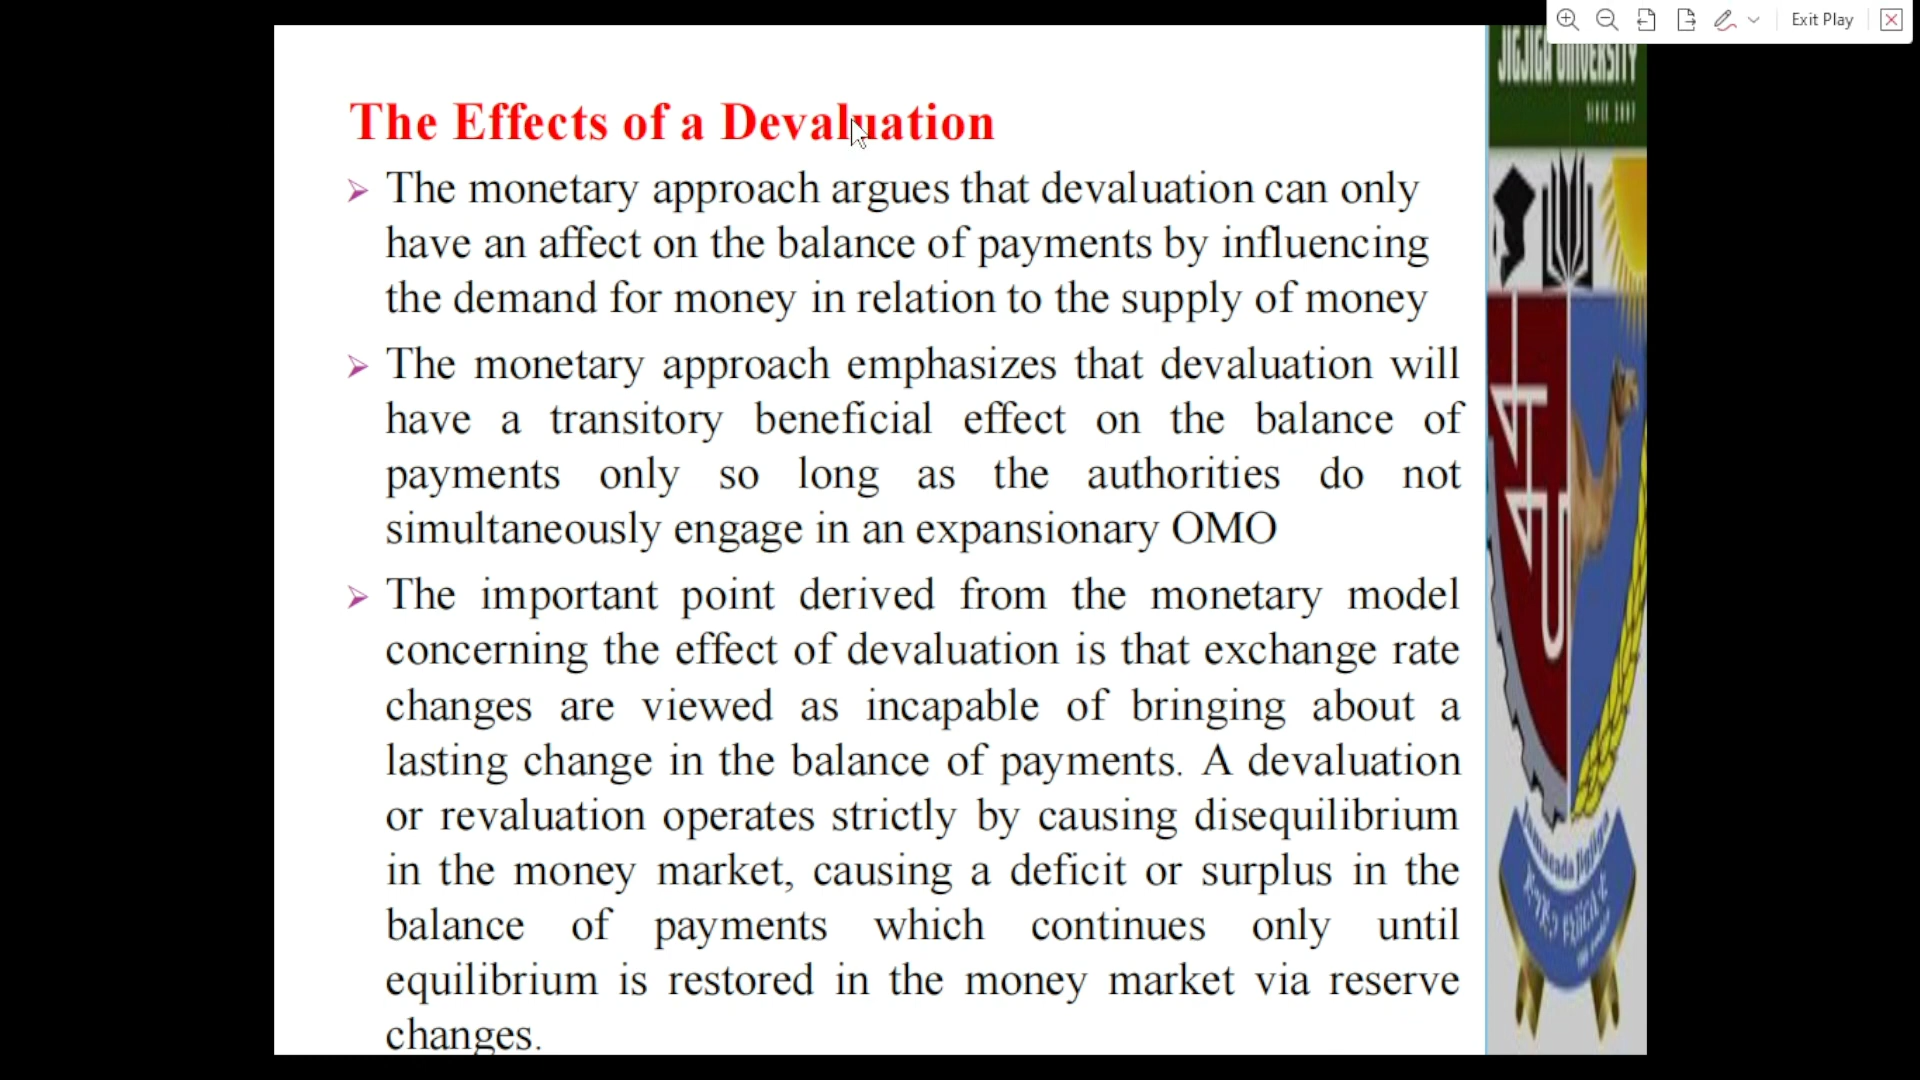 Exit Play
JIGJIGA UNIVERSITY
The Effects of a Devaluation
➢ The monetary approach argues that devaluation can only
have an affect on the balance of payments by influencing
the demand for money in relation to the supply of money
➢ The monetary approach emphasizes that devaluation will
have a transitory beneficial effect on the balance of
payments only so long as the authorities do not
simultaneously engage in an expansionary OMO
➢ The important point derived from the monetary model
concerning the effect of devaluation is that exchange rate
changes are viewed as incapable of bringing about a
lasting change in the balance of payments. A devaluation
or revaluation operates strictly by causing disequilibrium
in the money market, causing a deficit or surplus in the
balance of payments which continues only until
equilibrium is restored in the money market via reserve
changes.